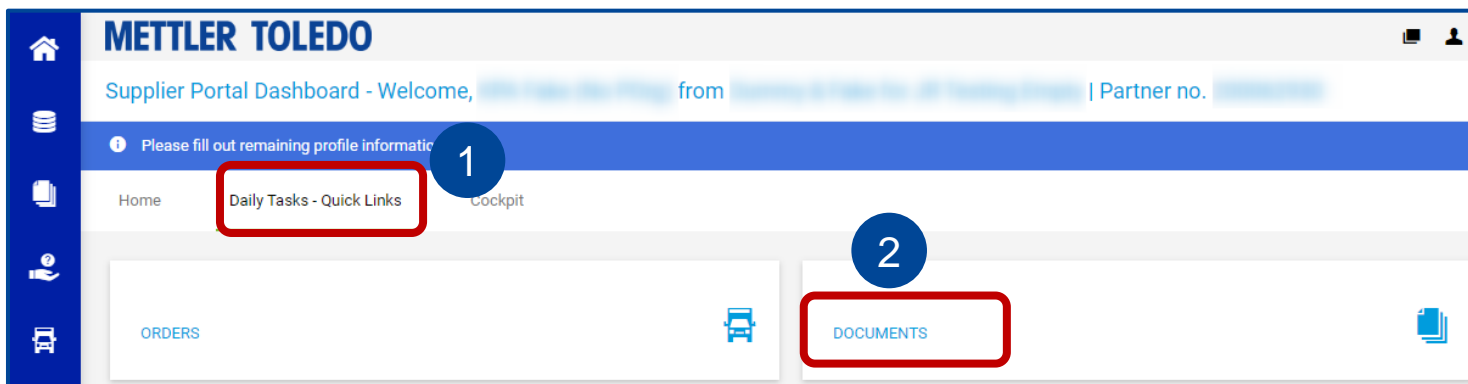 METTLER TOLEDO
Supplier Portal Dashboard - Welcome, from | Partner no.
Please fill out remaining profile
1
Home Daily Tasks - Quick Links Cockpit
2
ORDERS DOCUMENTS